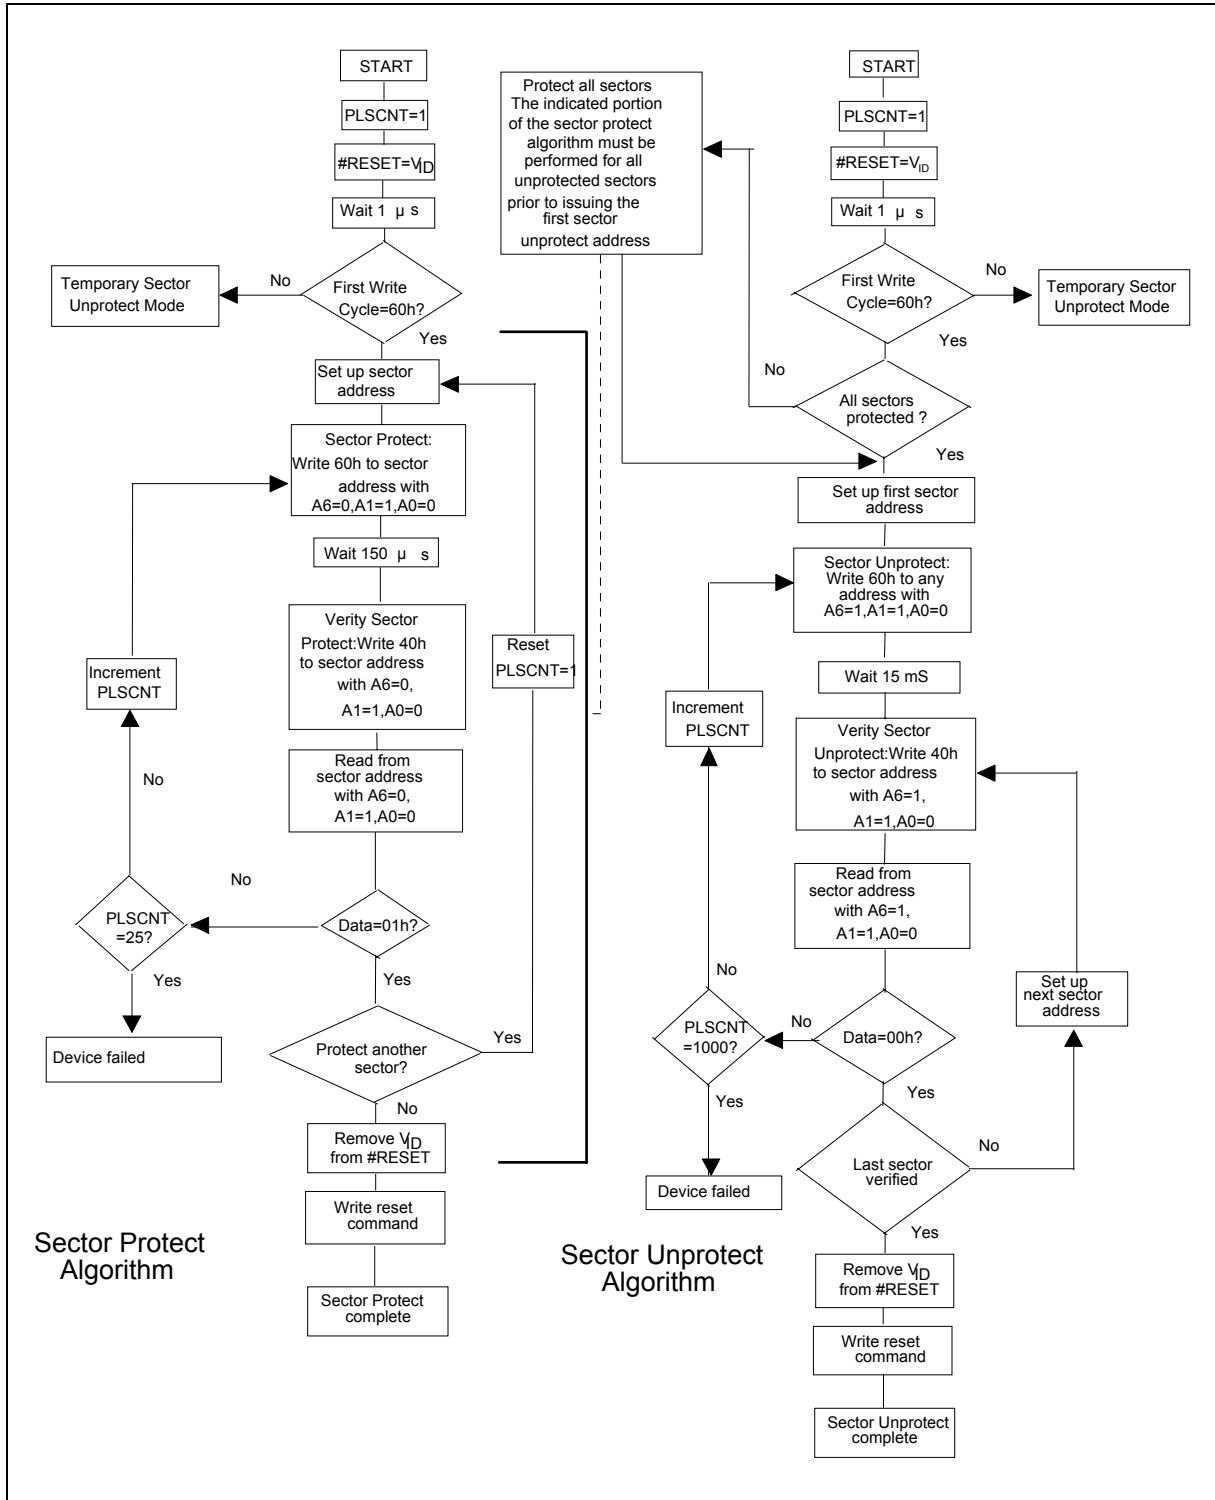 START
PLSCNT=1
#RESET=VID
Wait 1 µ s
First Write
Cycle=60h?
No
Temporary Sector
Unprotect Mode
Yes
Set up sector
address
Sector Protect:
Write 60h to sector
address with
A6=0,A1=1,A0=0
Wait 150 µ s
Verity Sector
Protect:Write 40h
to sector address
with A6=0,
A1=1,A0=0
Reset
PLSCNT=1
Increment
PLSCNT
Read from
sector address
with A6=0,
A1=1,A0=0
No
No
PLSCNT
=25?
Data=01h?
Yes
Yes
Device failed
Protect another
sector?
Yes
No
Remove VID
from #RESET
Write reset
command
Sector Protect
complete
Sector Protect
Algorithm
Protect all sectors
The indicated portion
of the sector protect
algorithm must be
performed for all
unprotected sectors
prior to issuing the
first sector
unprotect address
START
PLSCNT=1
#RESET=VID
Wait 1 µ s
First Write
Cycle=60h?
No
Temporary Sector
Unprotect Mode
Yes
No
All sectors
protected ?
Yes
Set up first sector
address
Sector Unprotect:
Write 60h to any
address with
A6=1,A1=1,A0=0
Wait 15 mS
Increment
PLSCNT
Verity Sector
Unprotect:Write 40h
to sector address
with A6=1,
A1=1,A0=0
Read from
sector address
with A6=1,
A1=1,A0=0
No
Set up
next sector
address
PLSCNT
=1000?
No
Data=00h?
Yes
Yes
Device failed
Last sector
verified
No
Yes
Remove VID
from #RESET
Write reset
command
Sector Unprotect
complete
Sector Unprotect
Algorithm